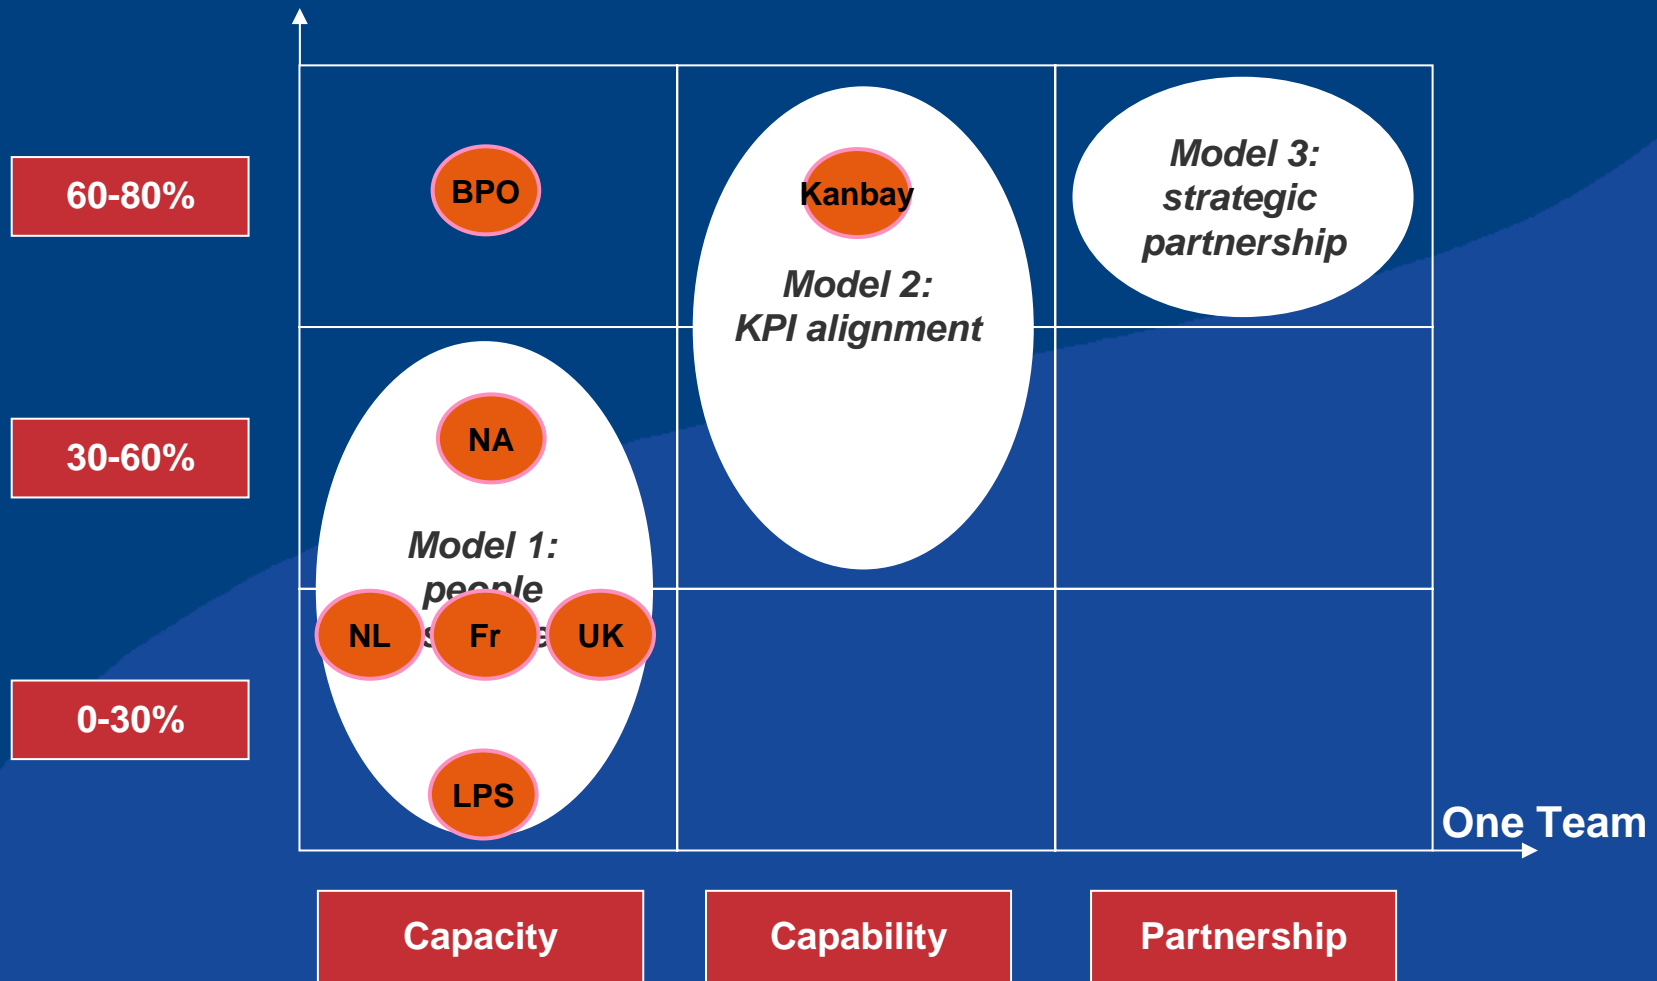 60-80%
BPO
Kanbay
Model 3:
strategic
partnership
Model 2:
KPI alignment
30-60%
NA
Model 1:
people
NL
Fr
UK
0-30%
LPS
One Team
Capacity
Capability
Partnership